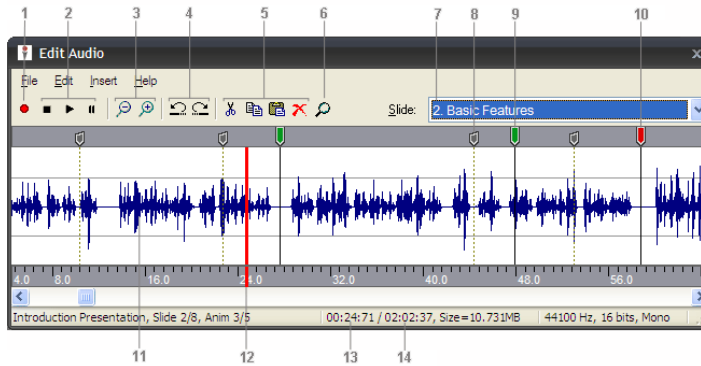 1 2 3 4 5 6 7 8 9 10
Edit Audio
File Edit Insert Help
Slide: 2. Basic Features
4.0 8.0 16.0 24.0 32.0 40.0 48.0 56.0
Introduction Presentation, Slide 2/8, Anim 3/5 00:24:71 / 02:02:37, Size=10.731MB 44100 Hz, 16 bits, Mono
11 12 13 14